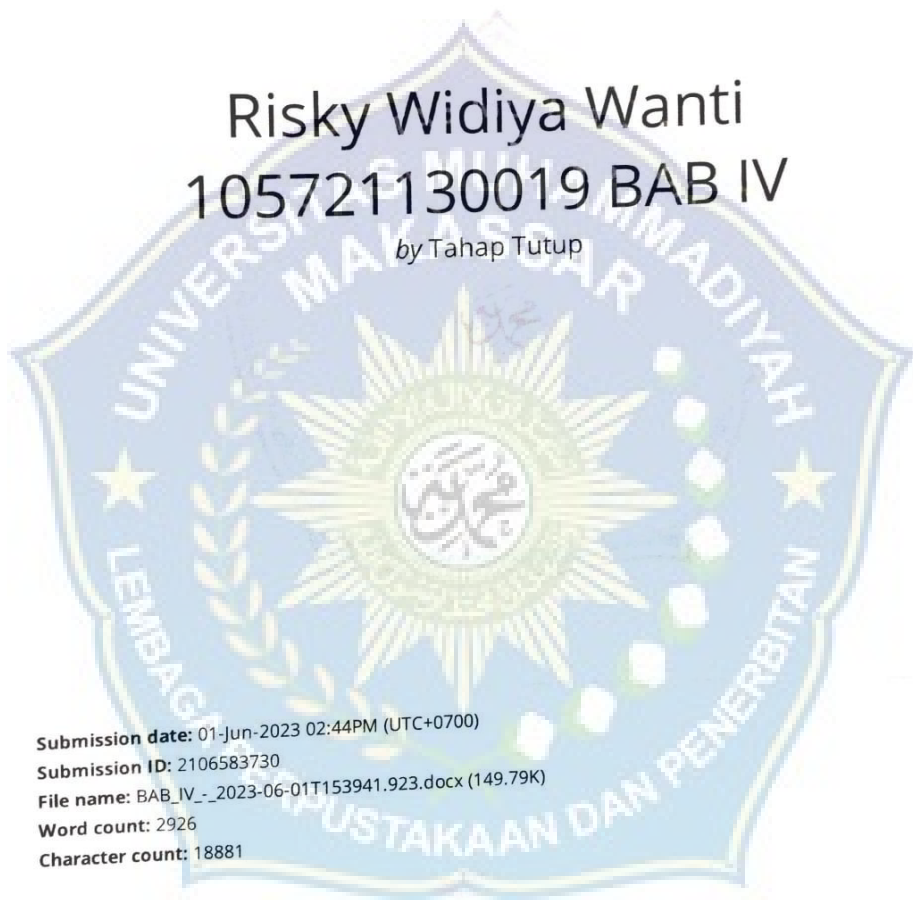 Risky Widiya Wanti
105721130019 BAB IV
by Tahap Tutup
UNIVERSITAS MUHAMMADIYAH
MAKASSAR
LEMBAGA PERPUSTAKAAN DAN PENERBITAN
Submission date: 01-Jun-2023 02:44PM (UTC+0700)
Submission ID: 2106583730
File name: BAB_IV_-_2023-06-01T153941.923.docx (149.79K)
Word count: 2926
Character count: 18881